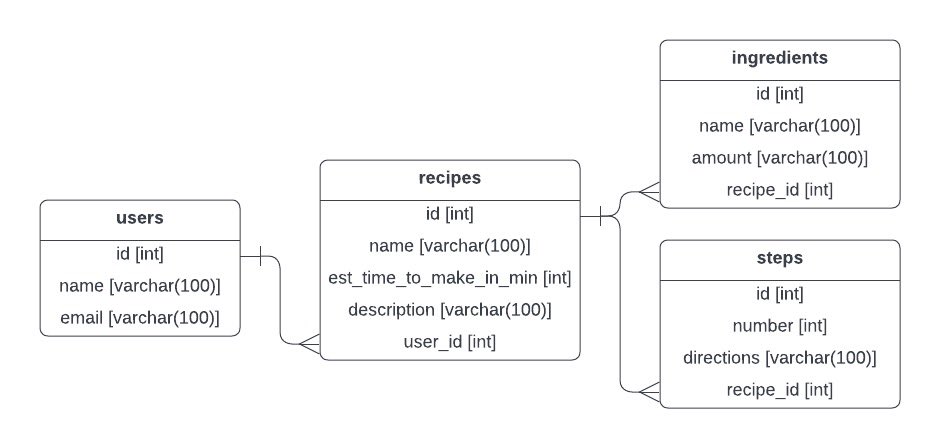 users
id [int]
name [varchar(100)]
email [varchar(100)]
recipes
id [int]
name [varchar(100)]
est_time_to_make_in_min [int]
description [varchar(100)]
user_id [int]
ingredients
id [int]
name [varchar(100)]
amount [varchar(100)]
recipe_id [int]
steps
id [int]
number [int]
directions [varchar(100)]
recipe_id [int]